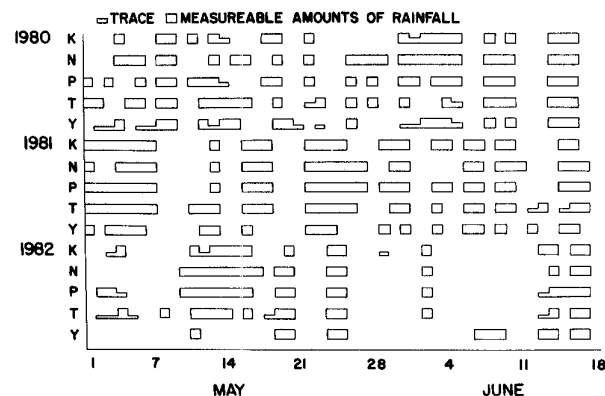 TRACE MEASUREABLE AMOUNTS OF RAINFALL
1980 K
N
P
T
Y
1981 K
N
P
T
Y
1982 K
N
P
T
Y
1 7 14 21 28 4 11 18
MAY JUNE